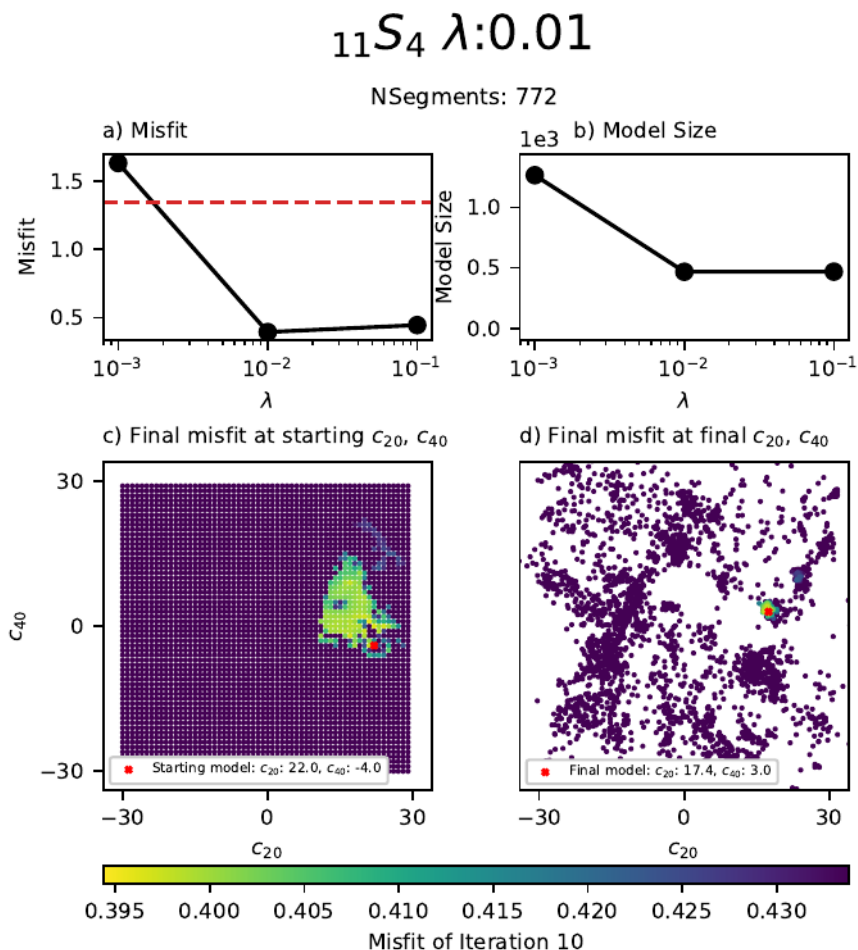 ₁₁S₄ λ:0.01
NSegments: 772
a) Misfit
1e3 b) Model Size
Misfit
1.5
1.0
0.5
10⁻³ 10⁻² 10⁻¹
λ
Model Size
1.0
0.5
0.0
10⁻³ 10⁻² 10⁻¹
λ
c) Final misfit at starting c₂₀, c₄₀
d) Final misfit at final c₂₀, c₄₀
c₄₀
30
0
−30
Starting model: c₂₀: 22.0, c₄₀: -4.0
−30 0 30
c₂₀
Final model: c₂₀: 17.4, c₄₀: 3.0
−30 0 30
c₂₀
0.395 0.400 0.405 0.410 0.415 0.420 0.425 0.430
Misfit of Iteration 10